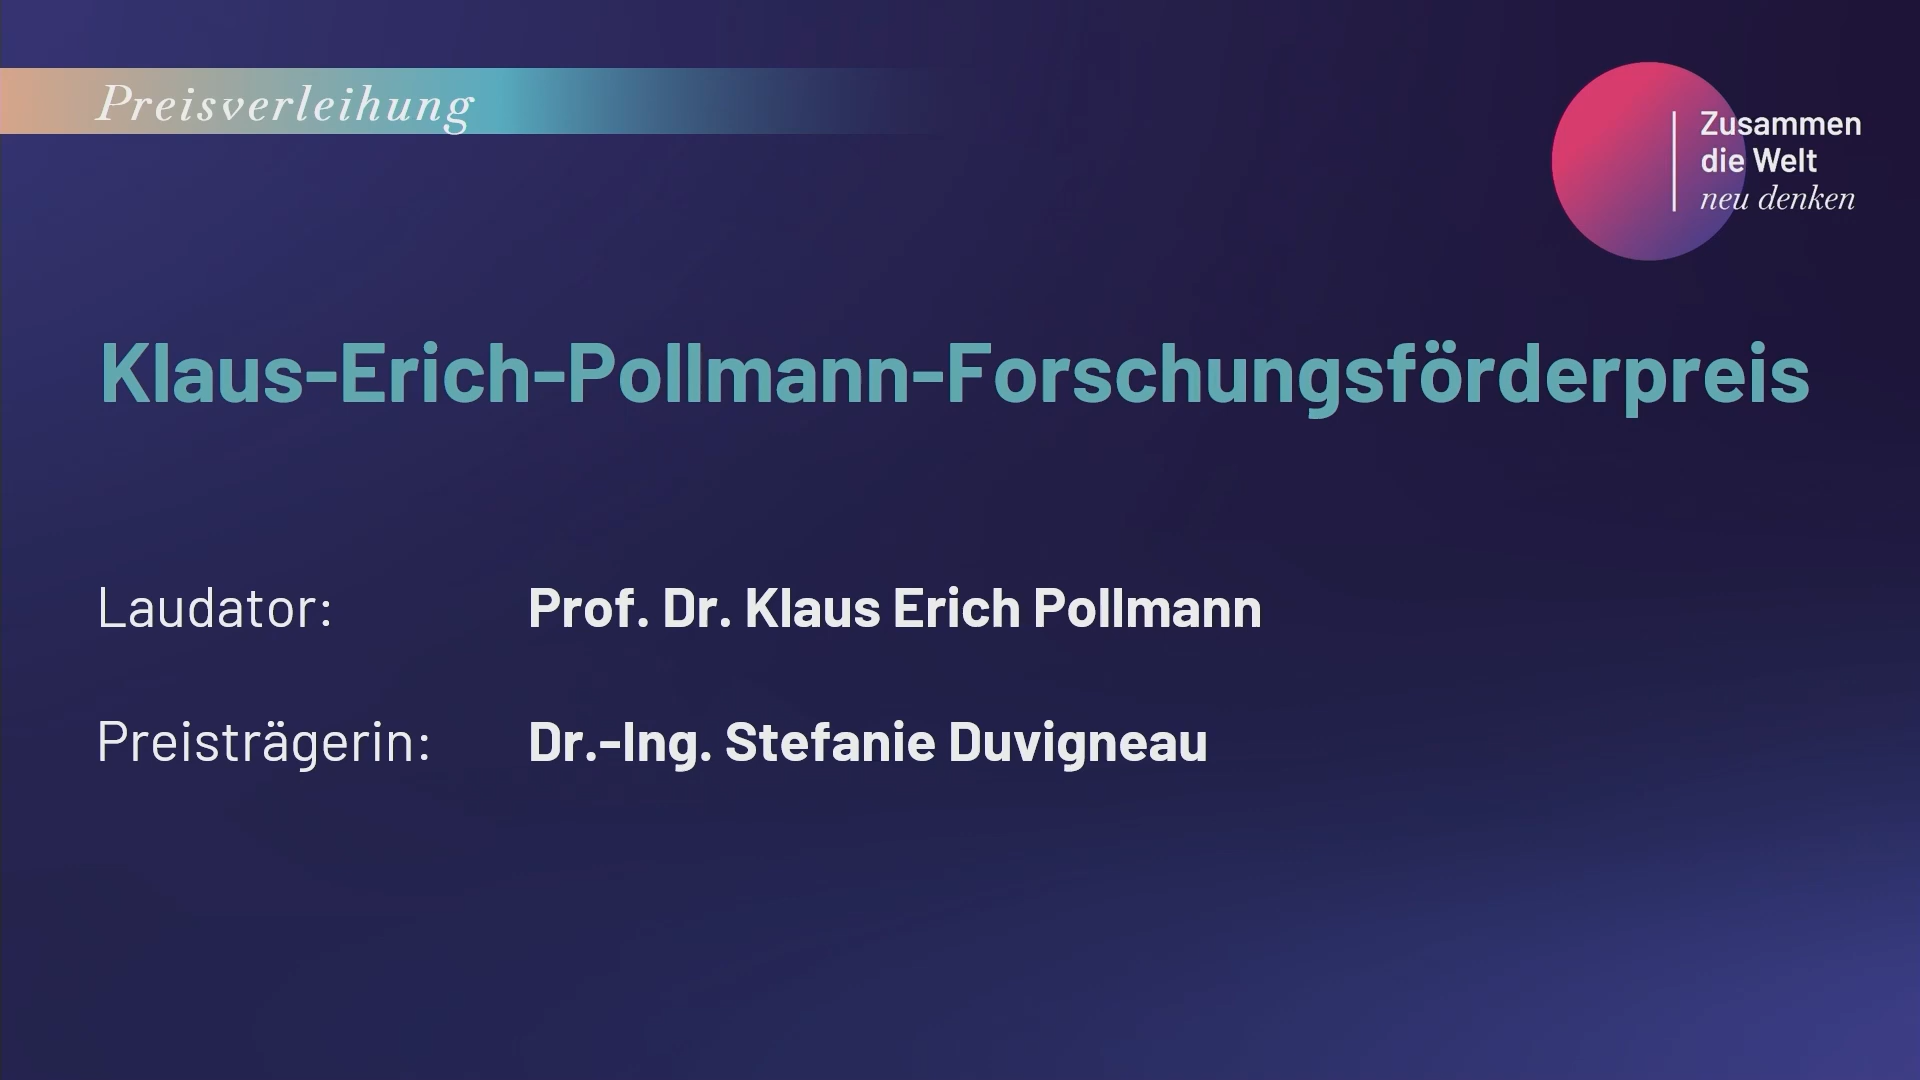 Preisverleihung
Zusammen
die Welt
neu denken
Klaus-Erich-Pollmann-Forschungsförderpreis
Laudator: Prof. Dr. Klaus Erich Pollmann
Preisträgerin: Dr.-Ing. Stefanie Duvigneau